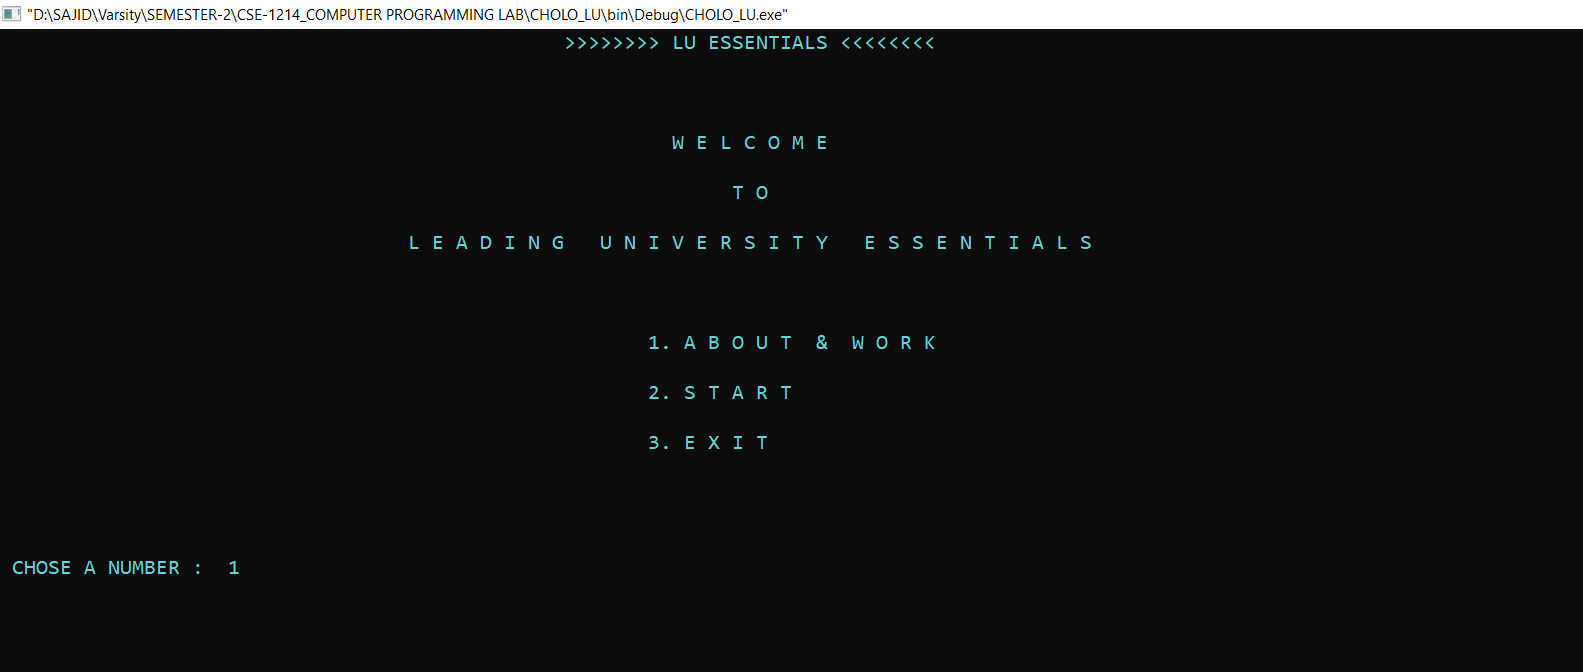 "D:\SAJID\Varsity\SEMESTER-2\CSE-1214_COMPUTER PROGRAMMING LAB\CHOLO_LU\bin\Debug\CHOLO_LU.exe"
>>>>>>>> LU ESSENTIALS <<<<<<<<
W E L C O M E
T O
L E A D I N G   U N I V E R S I T Y   E S S E N T I A L S
1. A B O U T  &  W O R K
2. S T A R T
3. E X I T
CHOSE A NUMBER :  1